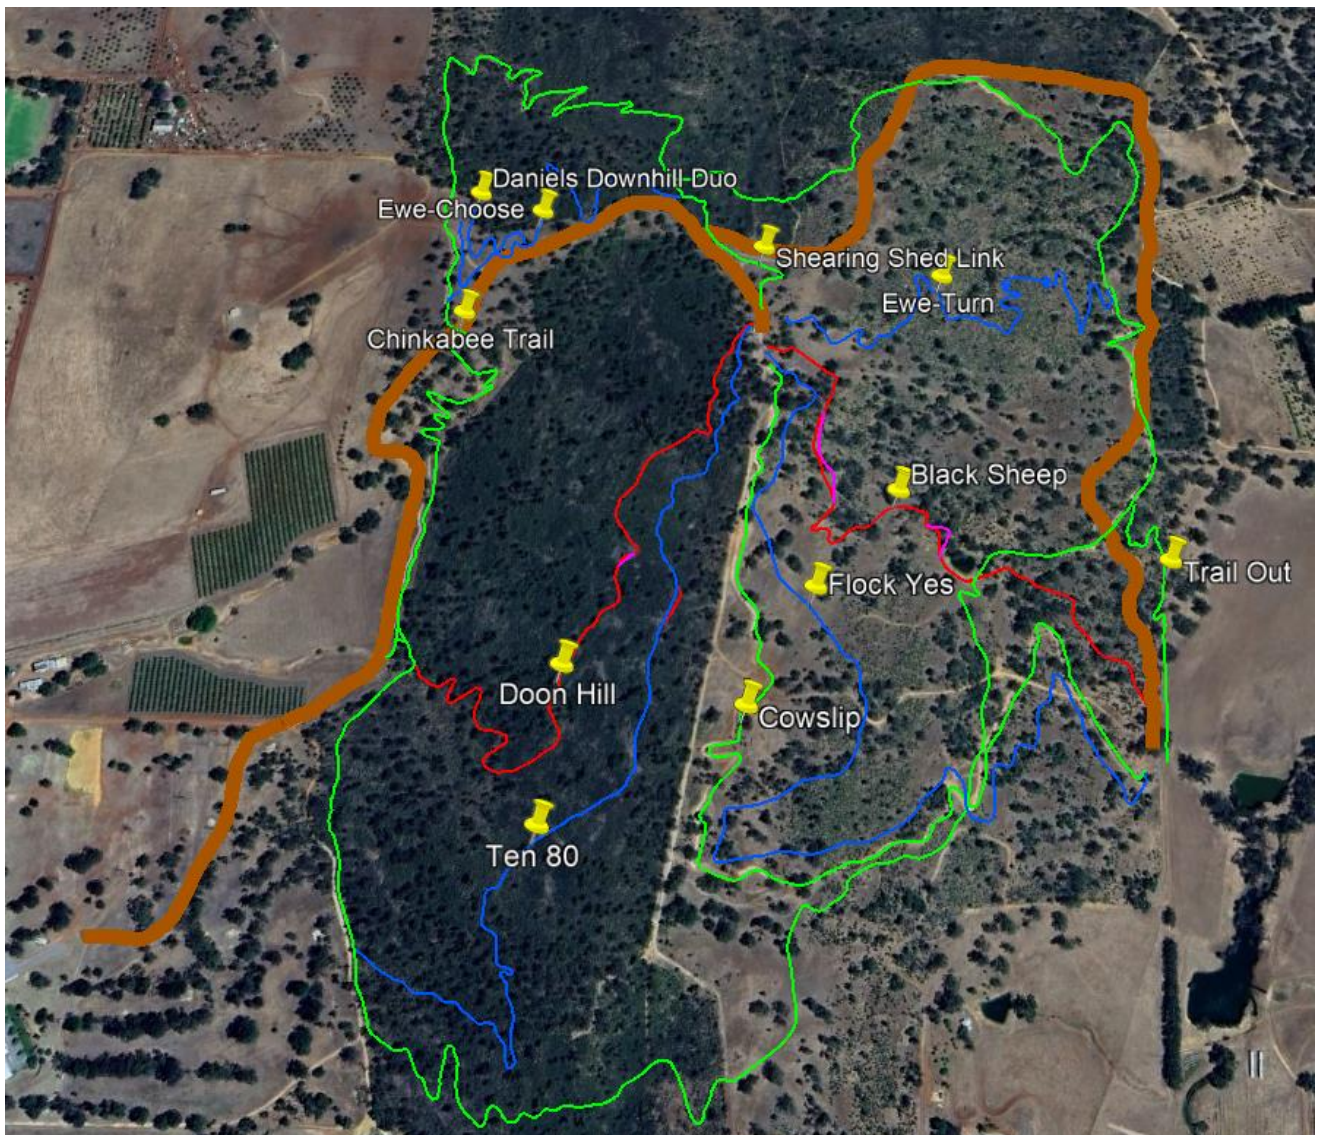 Daniels Downhill Duo
Ewe-Choose
Shearing Shed Link
Ewe-Turn
Chinkabee Trail
Black Sheep
Trail Out
Flock Yes
Doon Hill
Cowslip
Ten 80